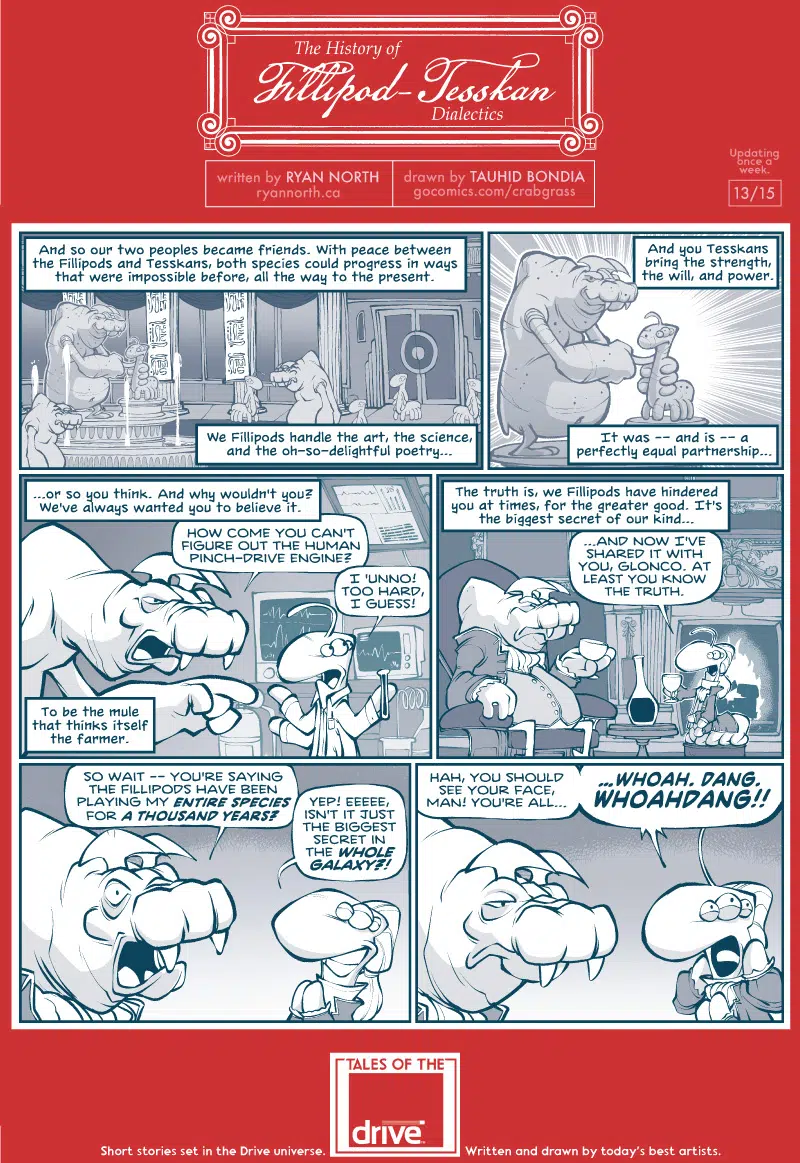 The History of
Fillipod-Tesskan
Dialectics
written by RYAN NORTH
ryannorth.ca
drawn by TAUHID BONDIA
gocomics.com/crabgrass
Updating
once a
week.
13/15
And so our two peoples became friends. With peace between
the Fillipods and Tesskans, both species could progress in ways
that were impossible before, all the way to the present.
We Fillipods handle the art, the science,
and the oh-so-delightful poetry...
And you Tesskans
bring the strength,
the will, and power.
It was -- and is -- a
perfectly equal partnership...
...or so you think. And why wouldn't you?
We've always wanted you to believe it.
HOW COME YOU CAN'T
FIGURE OUT THE HUMAN
PINCH-DRIVE ENGINE?
I 'UNNO!
TOO HARD,
I GUESS!
To be the mule
that thinks itself
the farmer.
The truth is, we Fillipods have hindered
you at times, for the greater good. It's
the biggest secret of our kind...
...AND NOW I'VE
SHARED IT WITH
YOU, GLONCO. AT
LEAST YOU KNOW
THE TRUTH.
SO WAIT -- YOU'RE SAYING
THE FILLIPODS HAVE BEEN
PLAYING MY ENTIRE SPECIES
FOR A THOUSAND YEARS?
YEP! EEEEE,
ISN'T IT JUST
THE BIGGEST
SECRET IN
THE WHOLE
GALAXY?!
HAH, YOU SHOULD
SEE YOUR FACE,
MAN! YOU'RE ALL...
...WHOAH. DANG.
WHOAHDANG!!
TALES OF THE
drive
Short stories set in the Drive universe.
Written and drawn by today's best artists.